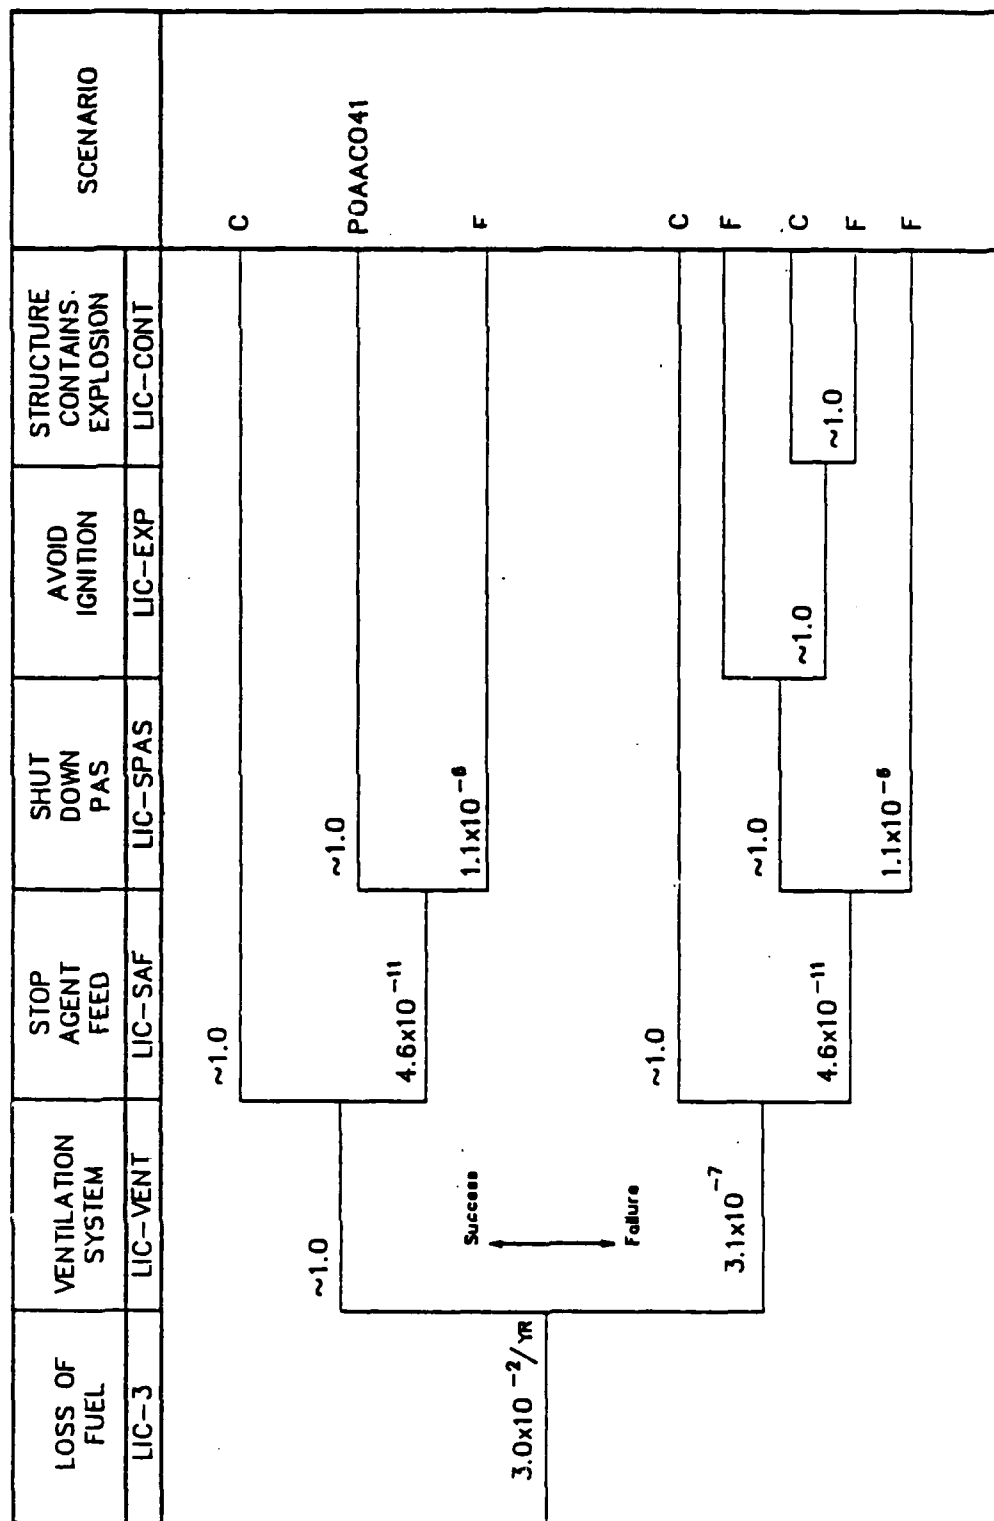 LOSS OF
FUEL
VENTILATION
SYSTEM
STOP
AGENT
FEED
SHUT
DOWN
PAS
AVOID
IGNITION
STRUCTURE
CONTAINS
EXPLOSION
SCENARIO
LIC-3
LIC-VENT
LIC-SAF
LIC-SPAS
LIC-EXP
LIC-CONT
~1.0
C
~1.0
~1.0
POAACO41
4.6x10⁻¹¹
1.1x10⁻⁶
F
3.0x10⁻²/YR
Success
Failure
~1.0
C
3.1x10⁻⁷
F
~1.0
~1.0
C
~1.0
F
4.6x10⁻¹¹
1.1x10⁻⁶
F